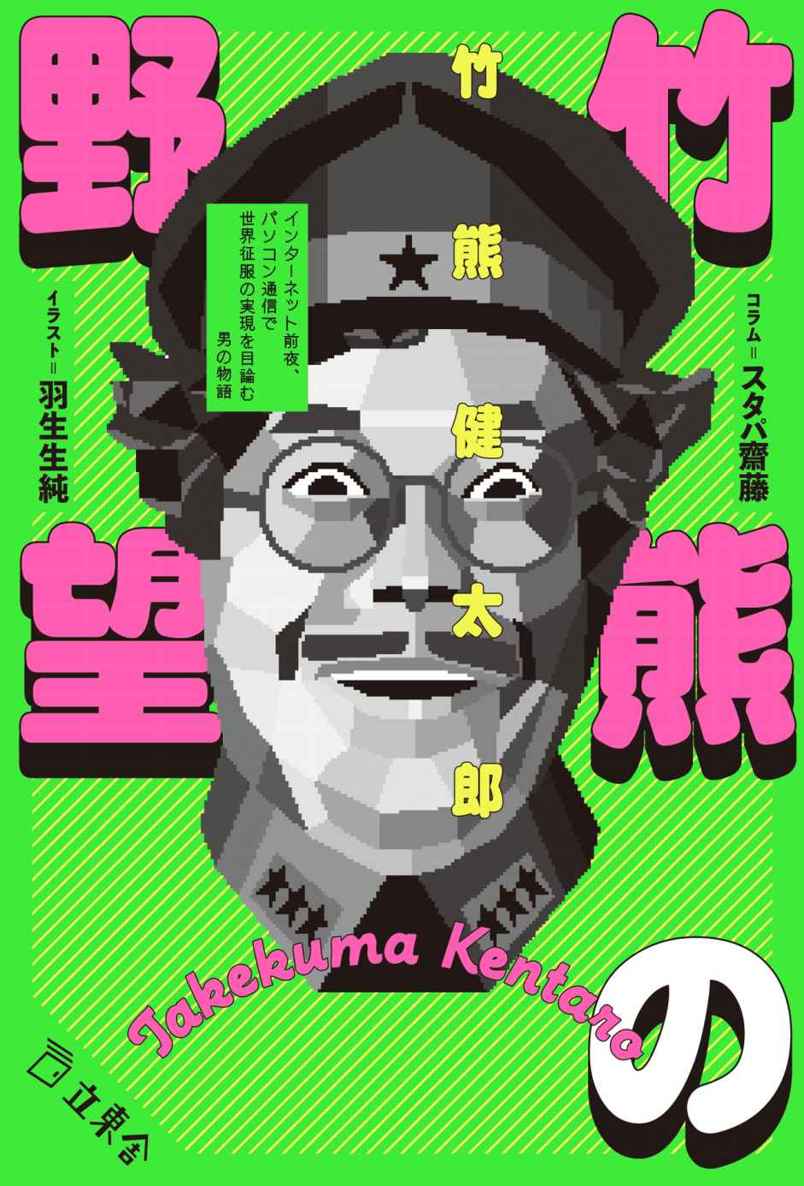 竹熊の
野望
竹熊健太郎
インターネット前夜、
パソコン通信で
世界征服の実現を目論む
男の物語
コラム=スタパ齋藤
イラスト=羽生生純
Takekuma Kentaro
立東舎